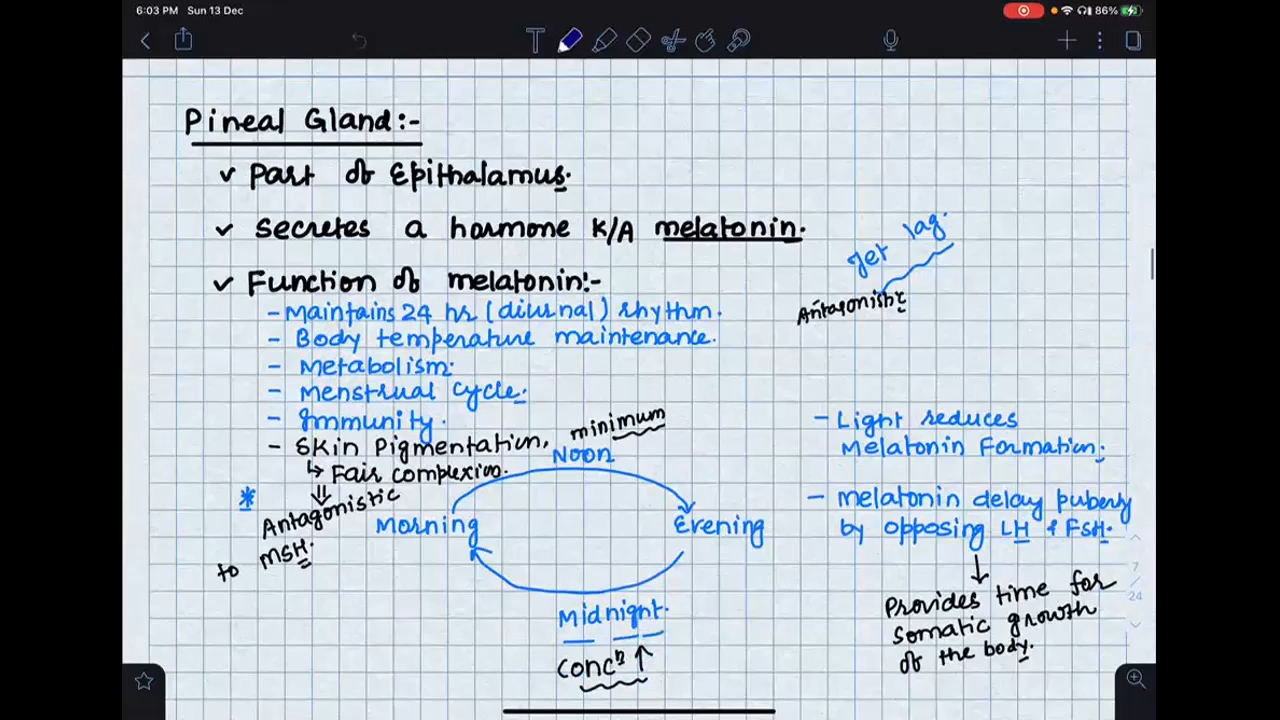 6:03 PM Sun 13 Dec
86%
Pineal Gland:-
✓ Part of Epithalamus.
✓ Secretes a hormone K/A melatonin.
✓ Function of melatonin:-
- Maintains 24 hr (diurnal) rhythm.
- Body temperature maintenance.
- Metabolism.
- Menstrual cycle.
- Immunity.
- Skin Pigmentation,
↳ Fair complexion.
⇓
* Antagonistic
to MSH.
minimum
Noon
Morning
Evening
Midnight.
Concⁿ ↑
Jet lag.
Antagonistic
- Light reduces
Melatonin Formation.
- melatonin delay puberty
by opposing LH & FSH.
↓
Provides time for
Somatic growth
of the body.
7
/
24